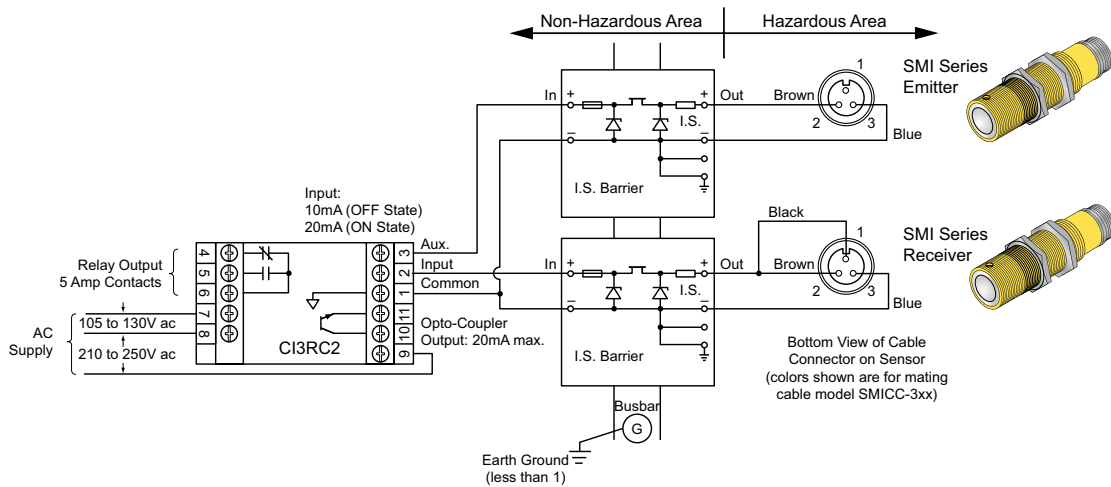 Non-Hazardous Area
Hazardous Area
SMI Series
Emitter
In
+
+
Out
Brown
1
2
3
–
I.S.
–
Blue
I.S. Barrier
Input:
10mA (OFF State)
20mA (ON State)
Black
SMI Series
Receiver
Aux.
Input
Common
In
+
+
Out
Brown
1
2
3
–
I.S.
–
Blue
I.S. Barrier
Relay Output
5 Amp Contacts
4
5
6
7
8
3
2
1
11
10
9
CI3RC2
Opto-Coupler
Output: 20mA max.
AC
Supply
105 to 130V ac
210 to 250V ac
Bottom View of Cable
Connector on Sensor
(colors shown are for mating
cable model SMICC-3xx)
Busbar
G
Earth Ground
(less than 1)